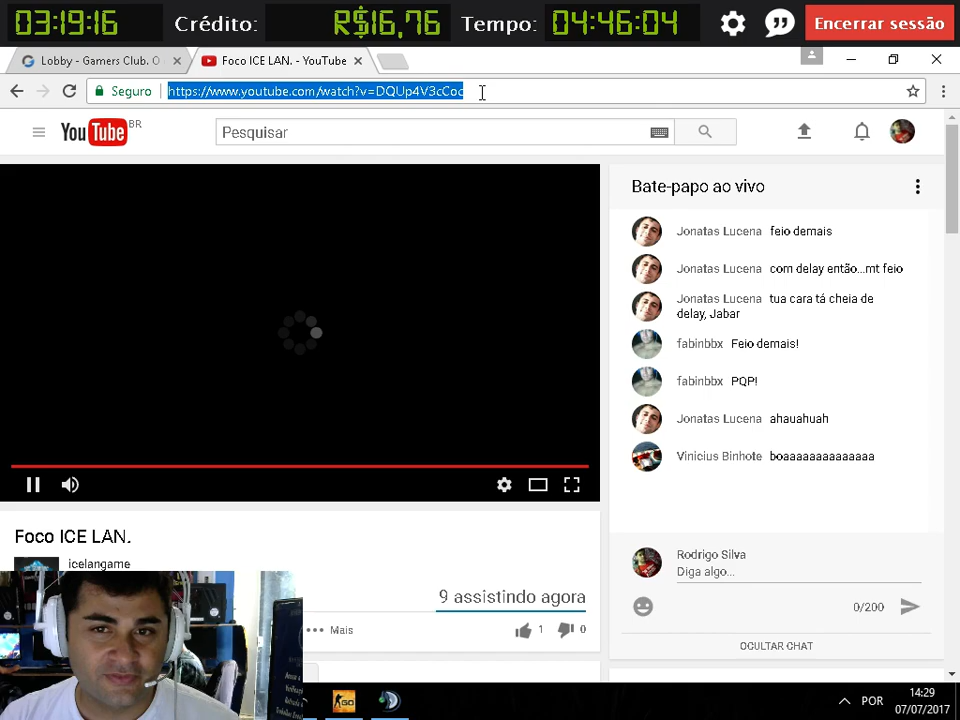 03:19:16 Crédito: R$16,76 Tempo: 04:46:04 Encerrar sessão
Lobby - Gamers Club. O Foco ICE LAN. - YouTube
Seguro https://www.youtube.com/watch?v=DQUp4V3cCoc
YouTube BR Pesquisar
Bate-papo ao vivo
Jonatas Lucena feio demais
Jonatas Lucena com delay então...mt feio
Jonatas Lucena tua cara tá cheia de
delay, Jabar
fabinbbx Feio demais!
fabinbbx PQP!
Jonatas Lucena ahauahuah
Vinicius Binhote boaaaaaaaaaaaaa
Foco ICE LAN.
icelangame
9 assistindo agora
Mais 1 0
Rodrigo Silva
Diga algo...
0/200
OCULTAR CHAT
GO
POR
14:29
07/07/2017